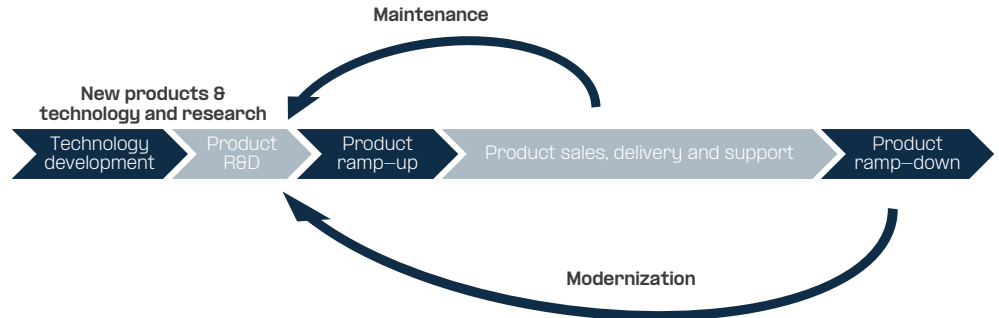 Maintenance
New products &
technology and research
Technology
development
Product
R&D
Product
ramp–up
Product sales, delivery and support
Product
ramp–down
Modernization